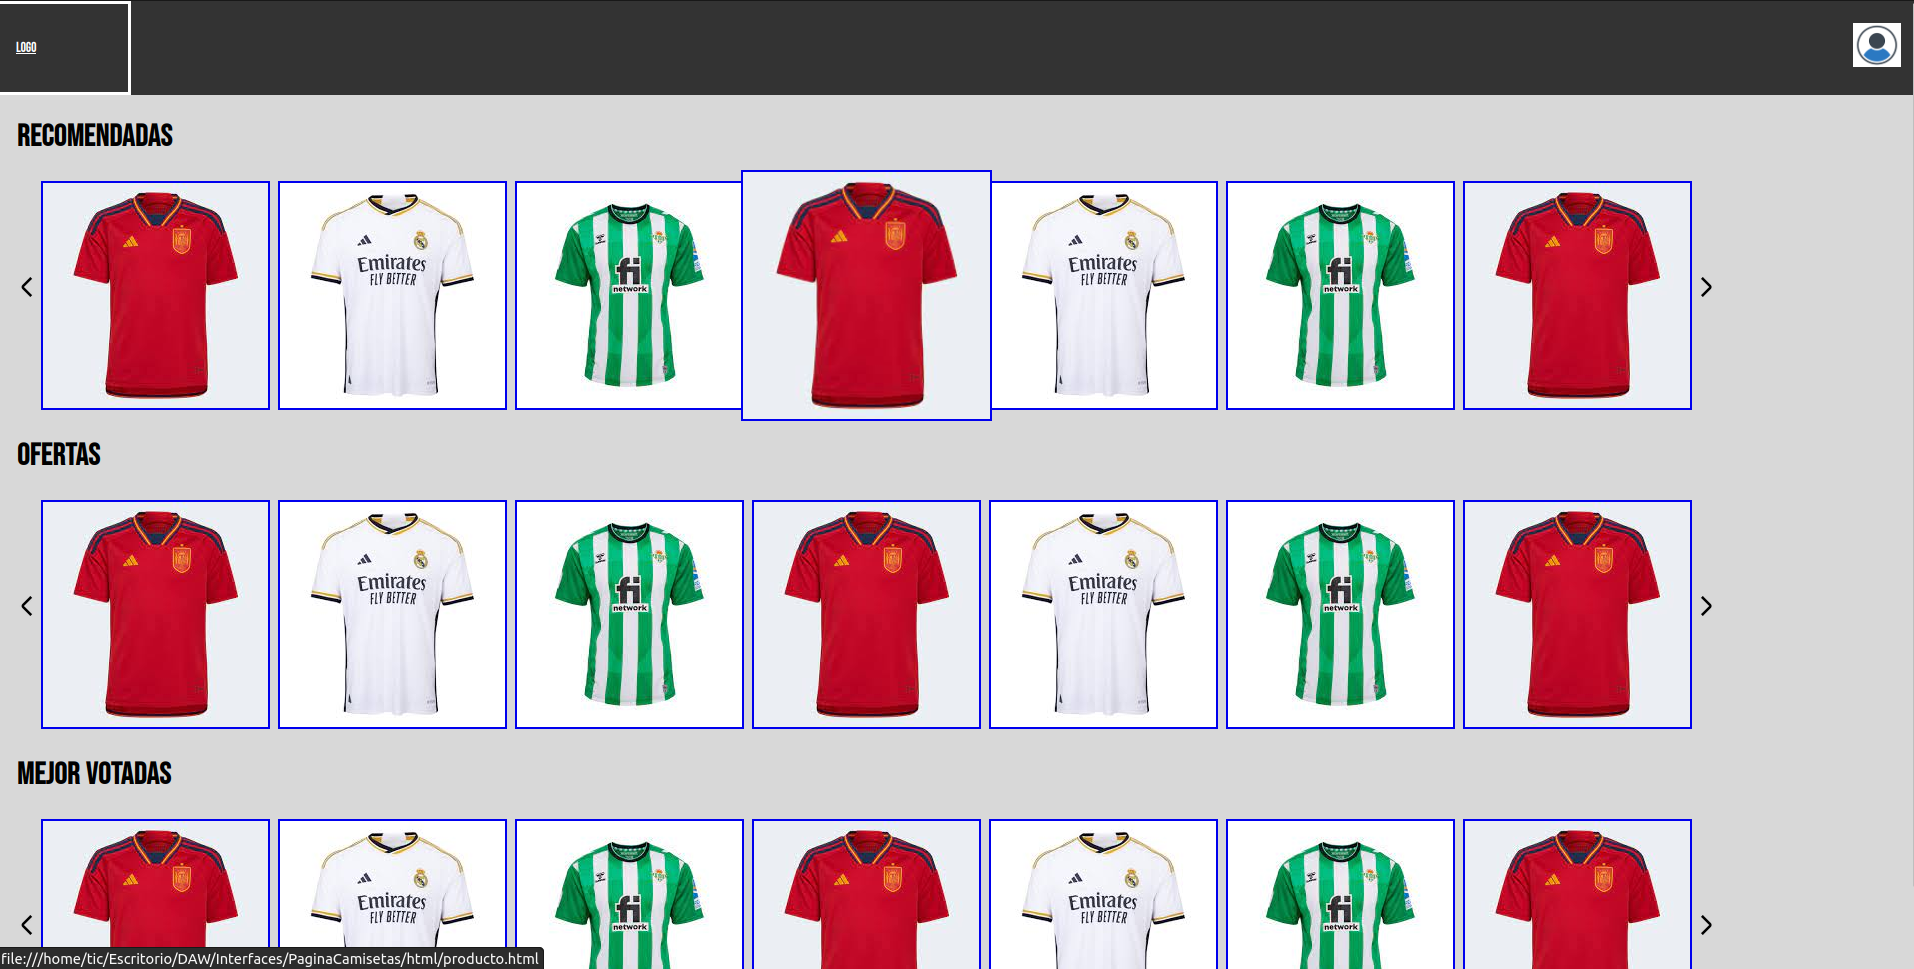 LOGO
RECOMENDADAS
Emirates
FLY BETTER
fi
network
Emirates
FLY BETTER
fi
network
OFERTAS
Emirates
FLY BETTER
fi
network
Emirates
FLY BETTER
fi
network
MEJOR VOTADAS
Emirates
FLY BETTER
fi
network
Emirates
FLY BETTER
fi
network
file:///home/tic/Escritorio/DAW/Interfaces/PaginaCamisetas/html/producto.html